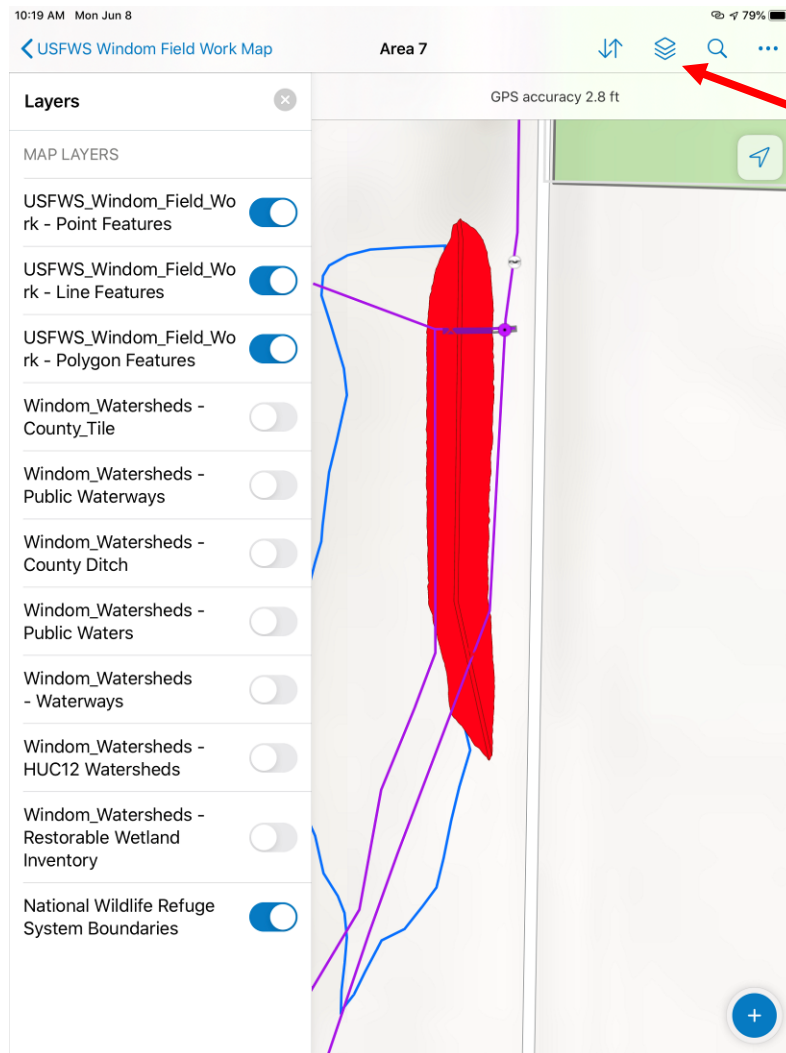 10:19 AM Mon Jun 8
79%
USFWS Windom Field Work Map
Area 7
Layers
GPS accuracy 2.8 ft
MAP LAYERS
USFWS_Windom_Field_Wo
rk - Point Features
USFWS_Windom_Field_Wo
rk - Line Features
USFWS_Windom_Field_Wo
rk - Polygon Features
Windom_Watersheds -
County_Tile
Windom_Watersheds -
Public Waterways
Windom_Watersheds -
County Ditch
Windom_Watersheds -
Public Waters
Windom_Watersheds
- Waterways
Windom_Watersheds -
HUC12 Watersheds
Windom_Watersheds -
Restorable Wetland
Inventory
National Wildlife Refuge
System Boundaries